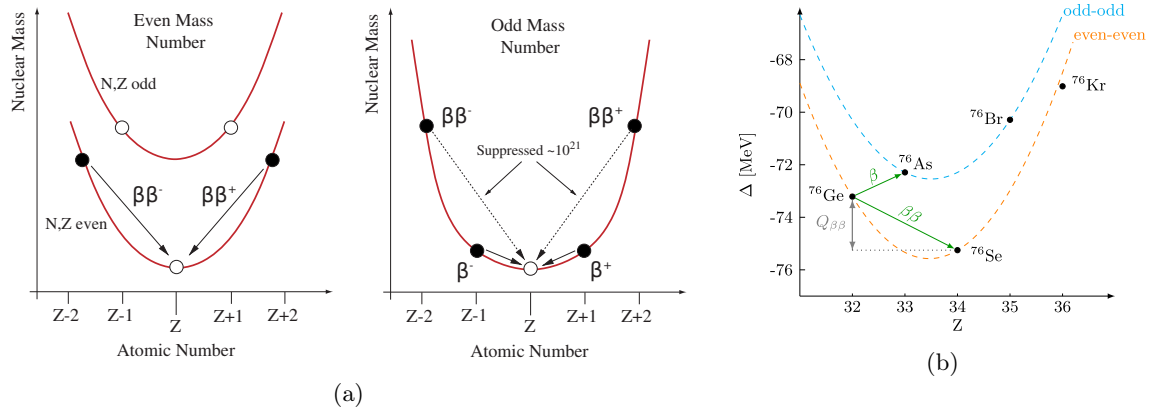 Nuclear Mass
Even Mass
Number
N,Z odd
ββ⁻
ββ⁺
N,Z even
Z-2
Z-1
Z
Z+1
Z+2
Atomic Number
Nuclear Mass
Odd Mass
Number
ββ⁻
ββ⁺
Suppressed ~10²¹
β⁻
β⁺
Z-2
Z-1
Z
Z+1
Z+2
Atomic Number
(a)
odd-odd
even-even
Δ [MeV]
-68
-70
-72
-74
-76
⁷⁶Kr
⁷⁶Br
⁷⁶As
⁷⁶Ge
β
ββ
Qββ
⁷⁶Se
32
33
34
35
36
Z
(b)